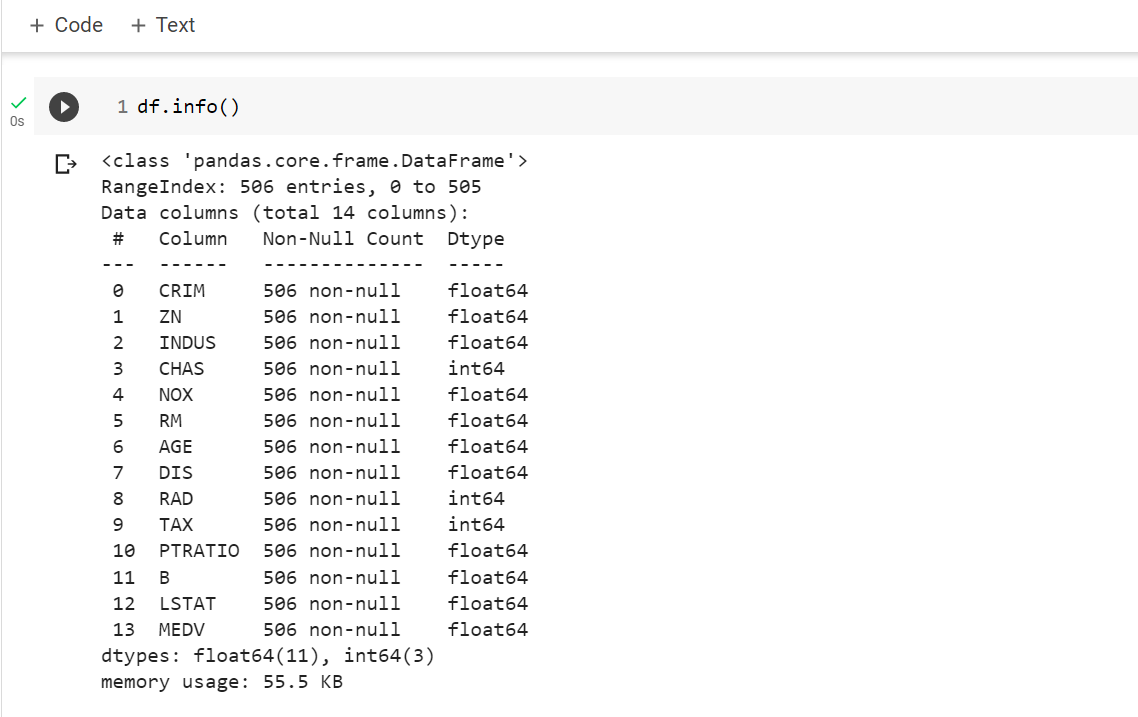 + Code + Text
0s
1 df.info()
<class 'pandas.core.frame.DataFrame'>
RangeIndex: 506 entries, 0 to 505
Data columns (total 14 columns):
 #   Column   Non-Null Count  Dtype
---  ------   --------------  -----
 0   CRIM     506 non-null    float64
 1   ZN       506 non-null    float64
 2   INDUS    506 non-null    float64
 3   CHAS     506 non-null    int64
 4   NOX      506 non-null    float64
 5   RM       506 non-null    float64
 6   AGE      506 non-null    float64
 7   DIS      506 non-null    float64
 8   RAD      506 non-null    int64
 9   TAX      506 non-null    int64
 10  PTRATIO  506 non-null    float64
 11  B        506 non-null    float64
 12  LSTAT    506 non-null    float64
 13  MEDV     506 non-null    float64
dtypes: float64(11), int64(3)
memory usage: 55.5 KB